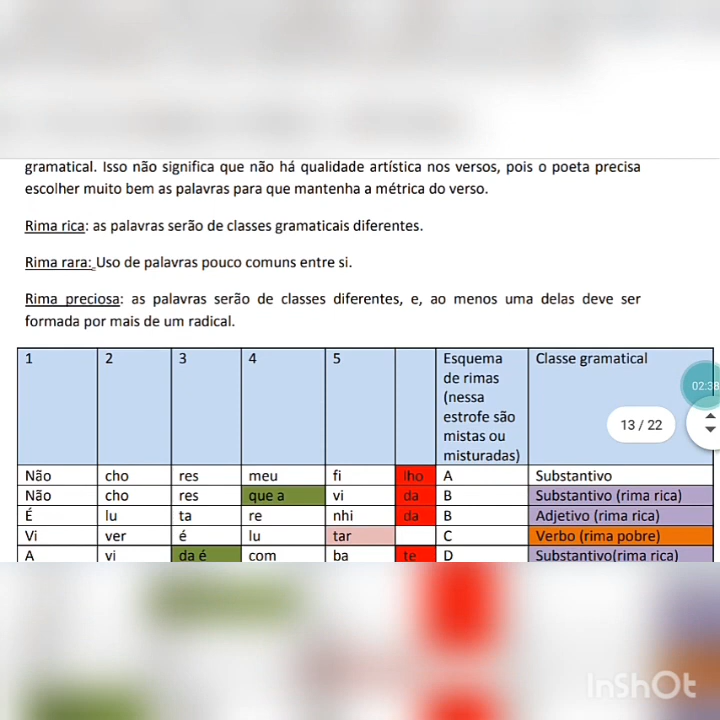 gramatical. Isso não significa que não há qualidade artística nos versos, pois o poeta precisa
escolher muito bem as palavras para que mantenha a métrica do verso.
Rima rica: as palavras serão de classes gramaticais diferentes.
Rima rara: Uso de palavras pouco comuns entre si.
Rima preciosa: as palavras serão de classes diferentes, e, ao menos uma delas deve ser
formada por mais de um radical.
1 2 3 4 5 Esquema Classe gramatical
de rimas
(nessa
estrofe são
mistas ou
misturadas)
02:38
13 / 22
Não cho res meu fi lho A Substantivo
Não cho res que a vi da B Substantivo (rima rica)
É lu ta re nhi da B Adjetivo (rima rica)
Vi ver é lu tar C Verbo (rima pobre)
A vi da é com ba te D Substantivo(rima rica)
InShOt